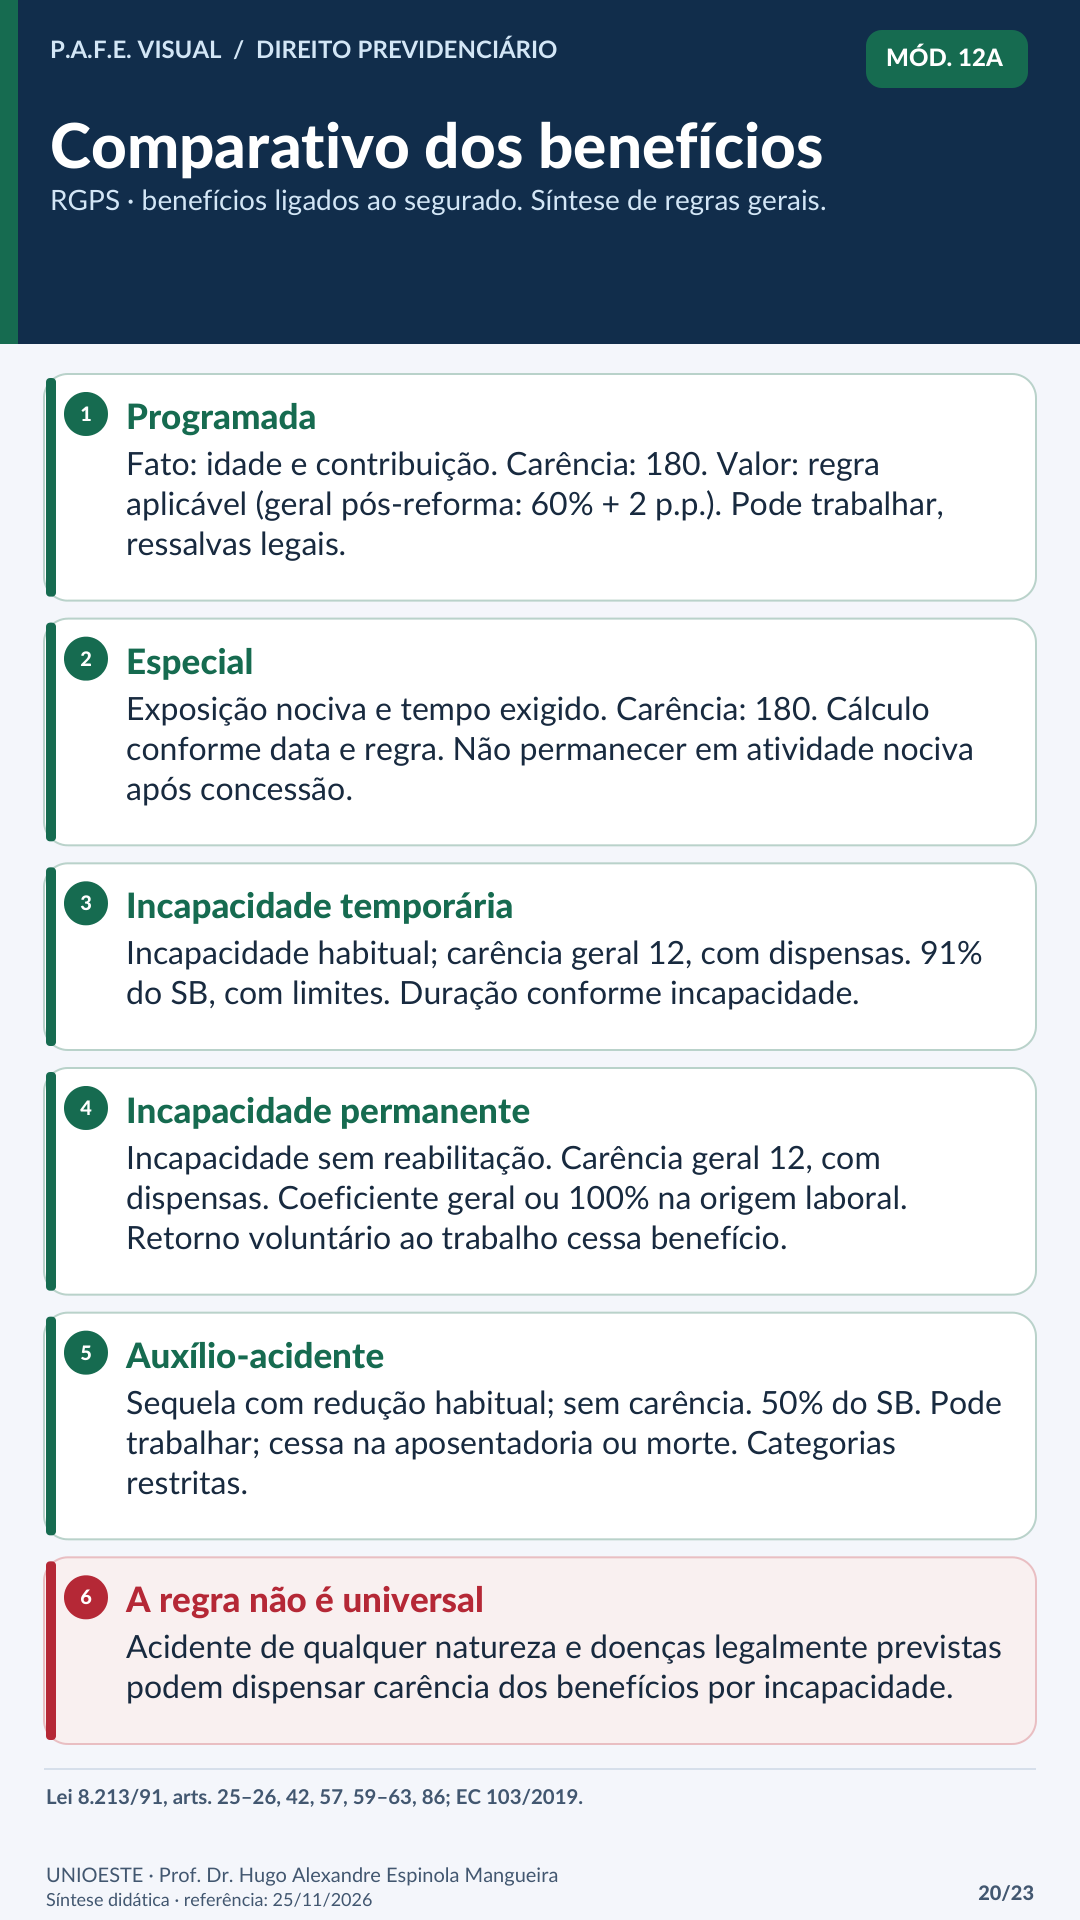 P.A.F.E. VISUAL / DIREITO PREVIDENCIÁRIO
MÓD. 12A
Comparativo dos benefícios
RGPS · benefícios ligados ao segurado. Síntese de regras gerais.
1
Programada
Fato: idade e contribuição. Carência: 180. Valor: regra
aplicável (geral pós-reforma: 60% + 2 p.p.). Pode trabalhar,
ressalvas legais.
2
Especial
Exposição nociva e tempo exigido. Carência: 180. Cálculo
conforme data e regra. Não permanecer em atividade nociva
após concessão.
3
Incapacidade temporária
Incapacidade habitual; carência geral 12, com dispensas. 91%
do SB, com limites. Duração conforme incapacidade.
4
Incapacidade permanente
Incapacidade sem reabilitação. Carência geral 12, com
dispensas. Coeficiente geral ou 100% na origem laboral.
Retorno voluntário ao trabalho cessa benefício.
5
Auxílio-acidente
Sequela com redução habitual; sem carência. 50% do SB. Pode
trabalhar; cessa na aposentadoria ou morte. Categorias
restritas.
6
A regra não é universal
Acidente de qualquer natureza e doenças legalmente previstas
podem dispensar carência dos benefícios por incapacidade.
Lei 8.213/91, arts. 25–26, 42, 57, 59–63, 86; EC 103/2019.
UNIOESTE · Prof. Dr. Hugo Alexandre Espinola Mangueira
Síntese didática · referência: 25/11/2026
20/23